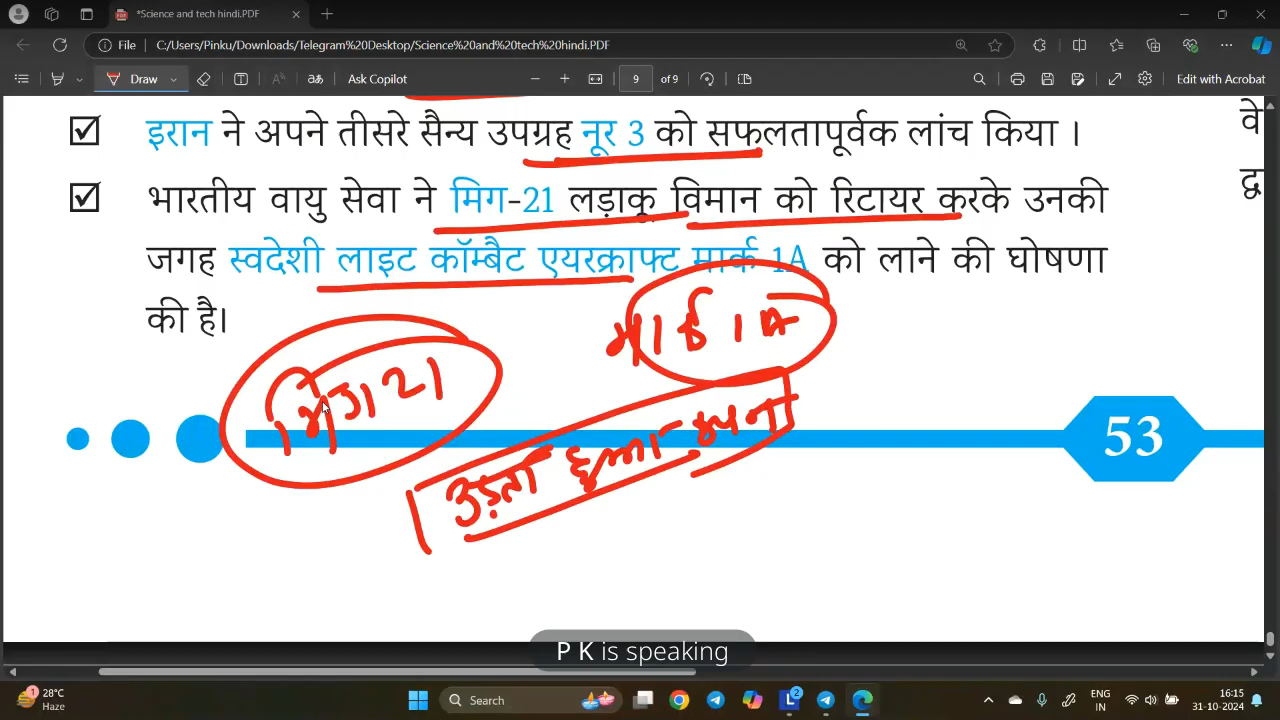 *Science and tech hindi.PDF
File C:/Users/Pinku/Downloads/Telegram%20Desktop/Science%20and%20tech%20hindi.PDF
Draw Ask Copilot 9 of 9 Edit with Acrobat
इरान ने अपने तीसरे सैन्य उपग्रह नूर 3 को सफलतापूर्वक लांच किया ।
भारतीय वायु सेवा ने मिग-21 लड़ाकू विमान को रिटायर करके उनकी
जगह स्वदेशी लाइट कॉम्बैट एयरक्राफ्ट मार्क 1A को लाने की घोषणा
की है।
वे
द्व
मिग 21
53
P K is speaking
28°C
Haze
Search
ENG
IN
16:15
31-10-2024